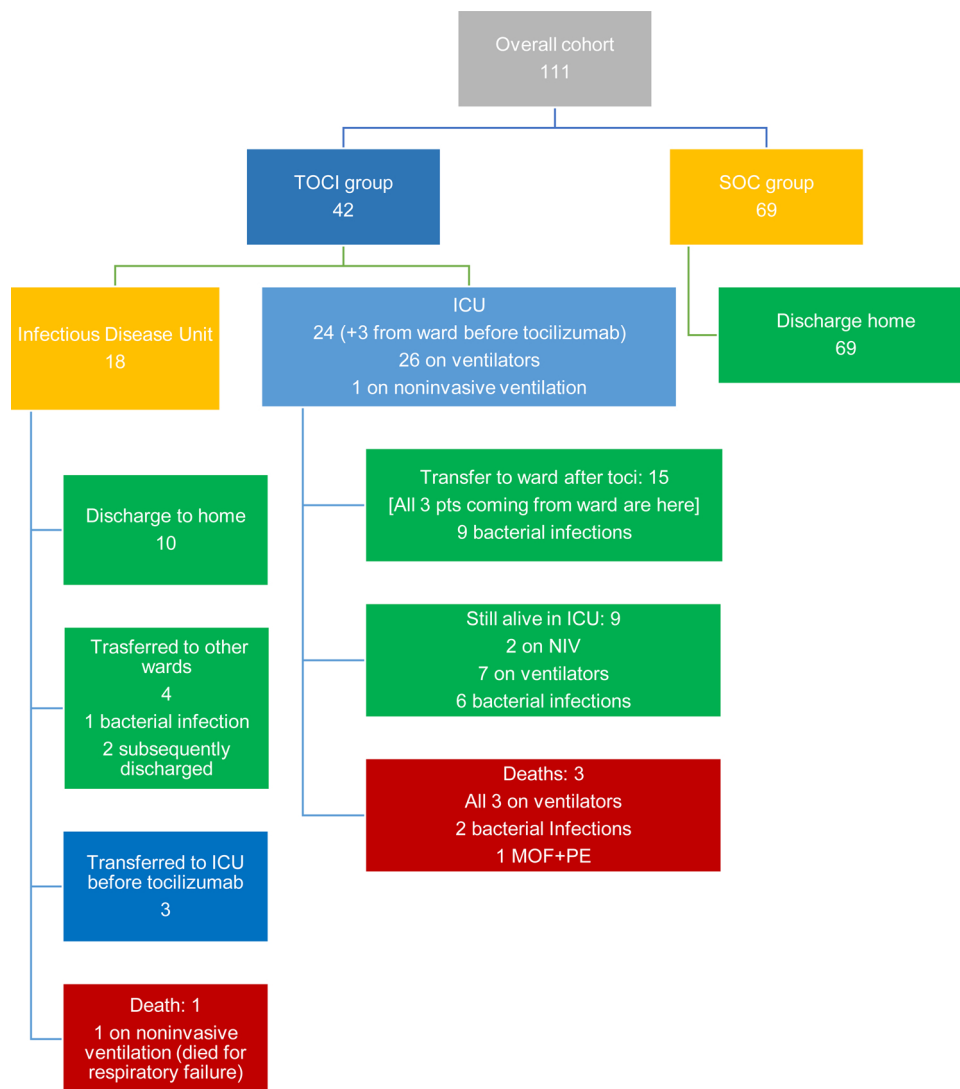 Overall cohort
111
TOCI group
42
SOC group
69
Infectious Disease Unit
18
ICU
24 (+3 from ward before tocilizumab)
26 on ventilators
1 on noninvasive ventilation
Discharge home
69
Discharge to home
10
Trasferred to other
wards
4
1 bacterial infection
2 subsequently
discharged
Transferred to ICU
before tocilizumab
3
Death: 1
1 on noninvasive
ventilation (died for
respiratory failure)
Transfer to ward after toci: 15
[All 3 pts coming from ward are here]
9 bacterial infections
Still alive in ICU: 9
2 on NIV
7 on ventilators
6 bacterial infections
Deaths: 3
All 3 on ventilators
2 bacterial Infections
1 MOF+PE